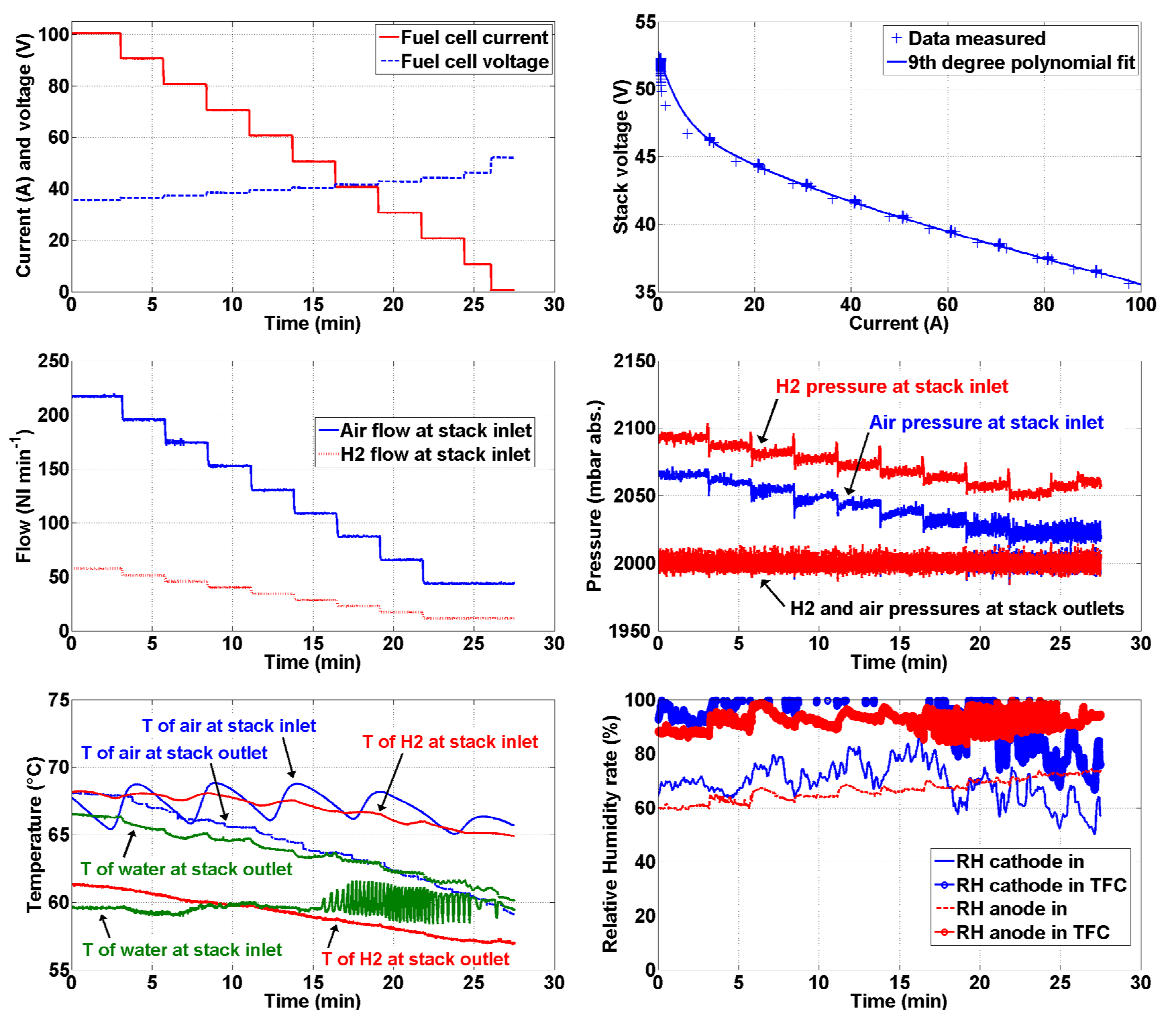 100
80
60
40
20
0
0
5
10
15
20
25
30
Current (A) and voltage (V)
Time (min)
Fuel cell current
Fuel cell voltage
55
50
45
40
35
0
20
40
60
80
100
Stack voltage (V)
Current (A)
Data measured
9th degree polynomial fit
250
200
150
100
50
0
0
5
10
15
20
25
30
Flow (Nl min-1)
Time (min)
Air flow at stack inlet
H2 flow at stack inlet
2150
2100
2050
2000
1950
0
5
10
15
20
25
30
Pressure (mbar abs.)
Time (min)
H2 pressure at stack inlet
Air pressure at stack inlet
H2 and air pressures at stack outlets
75
70
65
60
55
0
5
10
15
20
25
30
Temperature (°C)
Time (min)
T of air at stack inlet
T of air at stack outlet
T of H2 at stack inlet
T of water at stack outlet
T of water at stack inlet
T of H2 at stack outlet
100
80
60
40
20
0
0
5
10
15
20
25
30
Relative Humidity rate (%)
Time (min)
RH cathode in
RH cathode in TFC
RH anode in
RH anode in TFC